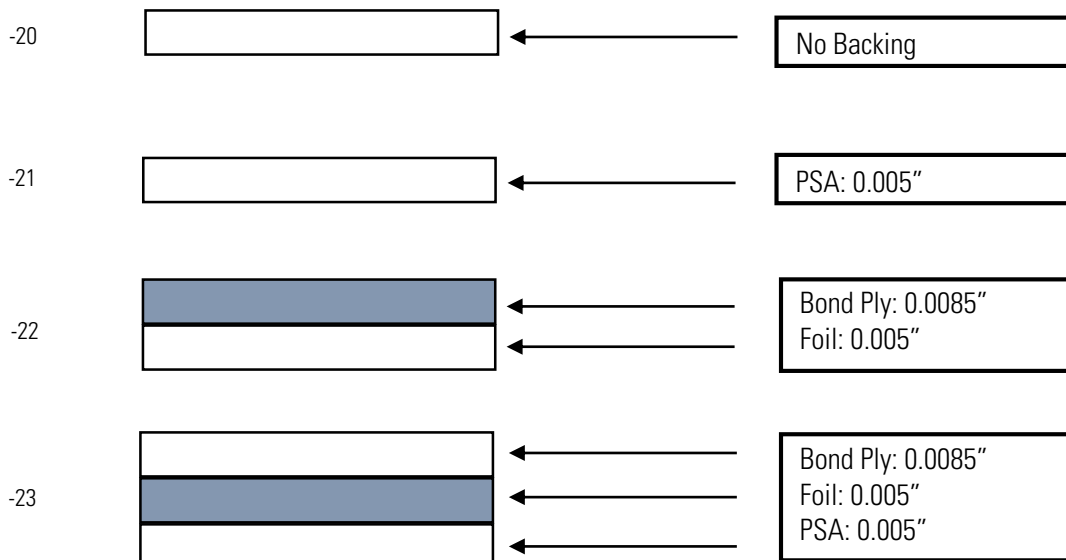 -20
No Backing
-21
PSA: 0.005”
-22
Bond Ply: 0.0085”
Foil: 0.005”
-23
Bond Ply: 0.0085”
Foil: 0.005”
PSA: 0.005”